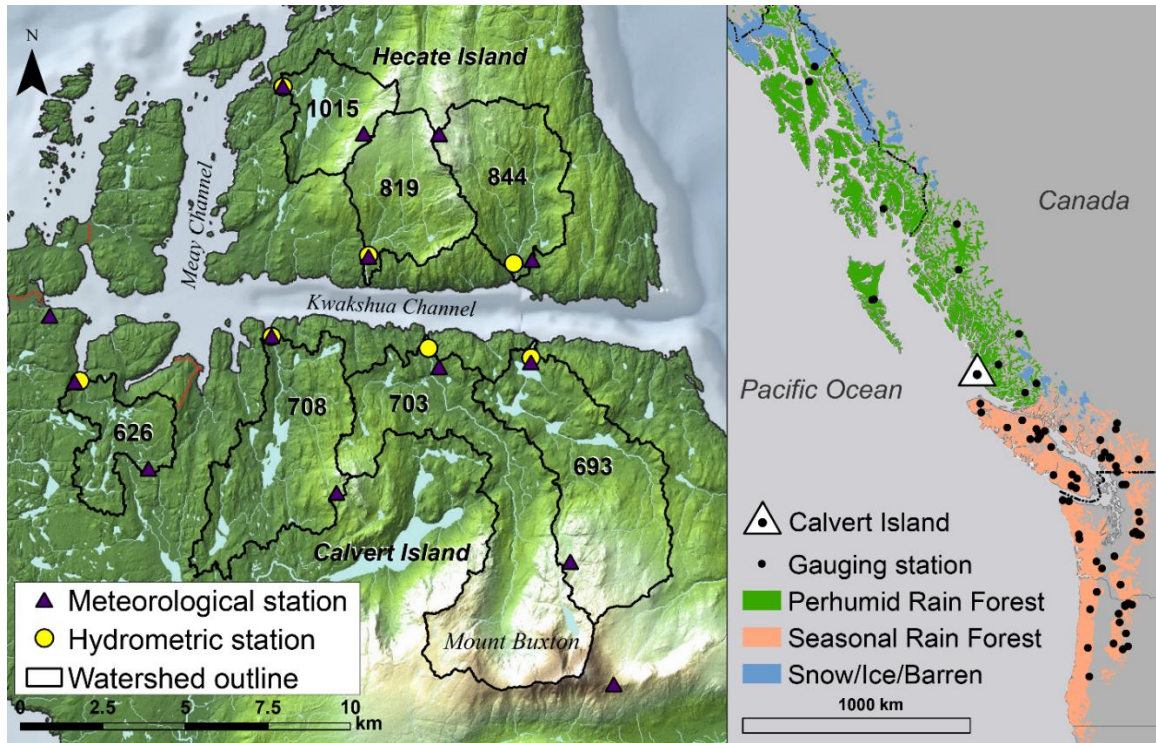 N
Hecate Island
1015
819
844
Meay Channel
Kwakshua Channel
626
708
703
693
Calvert Island
Mount Buxton
Meteorological station
Hydrometric station
Watershed outline
0 2.5 5 7.5 10
km
Canada
Pacific Ocean
Calvert Island
Gauging station
Perhumid Rain Forest
Seasonal Rain Forest
Snow/Ice/Barren
1000 km